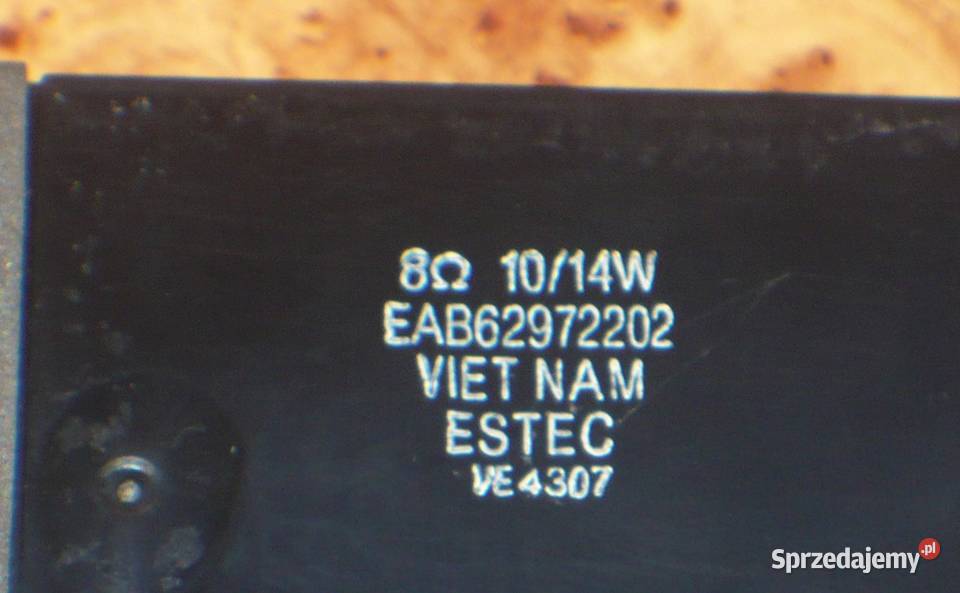 8Ω 10/14W
EAB62972202
VIET NAM
ESTEC
VE4307
Sprzedajemy.pl